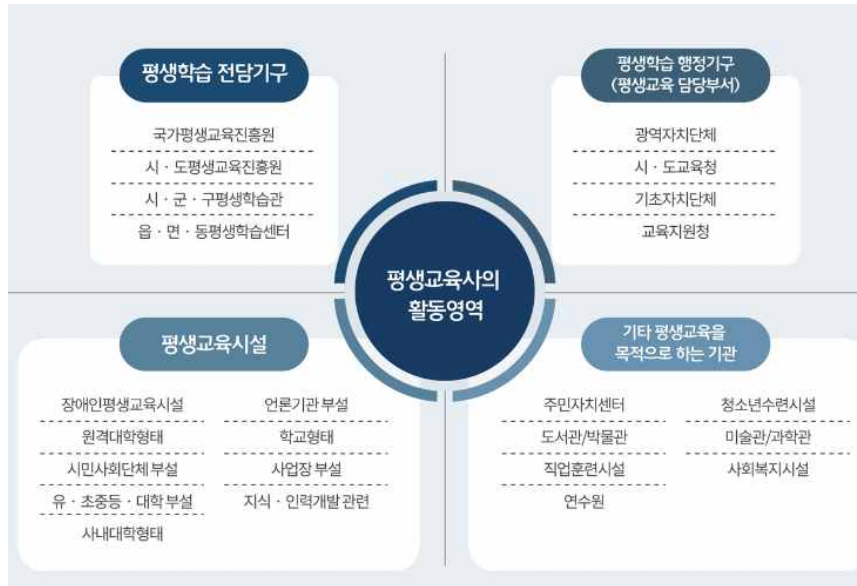 평생학습 전담기구
국가평생교육진흥원
시 · 도평생교육진흥원
시 · 군 · 구평생학습관
읍 · 면 · 동평생학습센터
평생학습 행정기구
(평생교육 담당부서)
광역자치단체
시 · 도교육청
기초자치단체
교육지원청
평생교육사의
활동영역
평생교육시설
장애인평생교육시설
원격대학형태
시민사회단체 부설
유 · 초중등 · 대학 부설
사내대학형태
언론기관 부설
학교형태
사업장 부설
지식 · 인력개발 관련
기타 평생교육을
목적으로 하는 기관
주민자치센터
도서관/박물관
직업훈련시설
연수원
청소년수련시설
미술관/과학관
사회복지시설